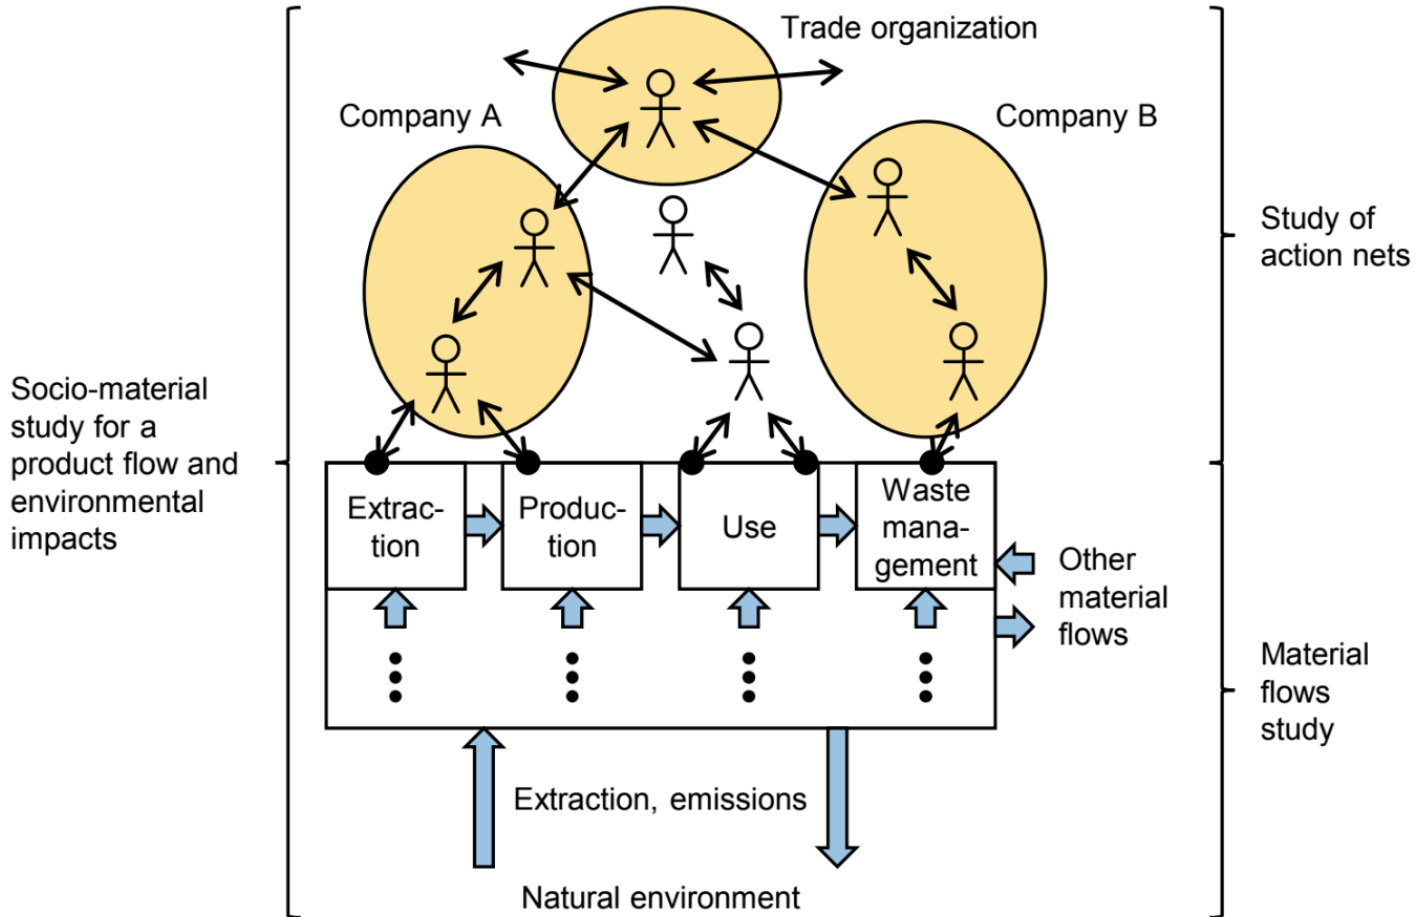 Trade organization
Company A
Company B
Study of
action nets
Socio-material
study for a
product flow and
environmental
impacts
Extrac-
tion
Produc-
tion
Use
Waste
mana-
gement
Other
material
flows
Material
flows
study
Extraction, emissions
Natural environment